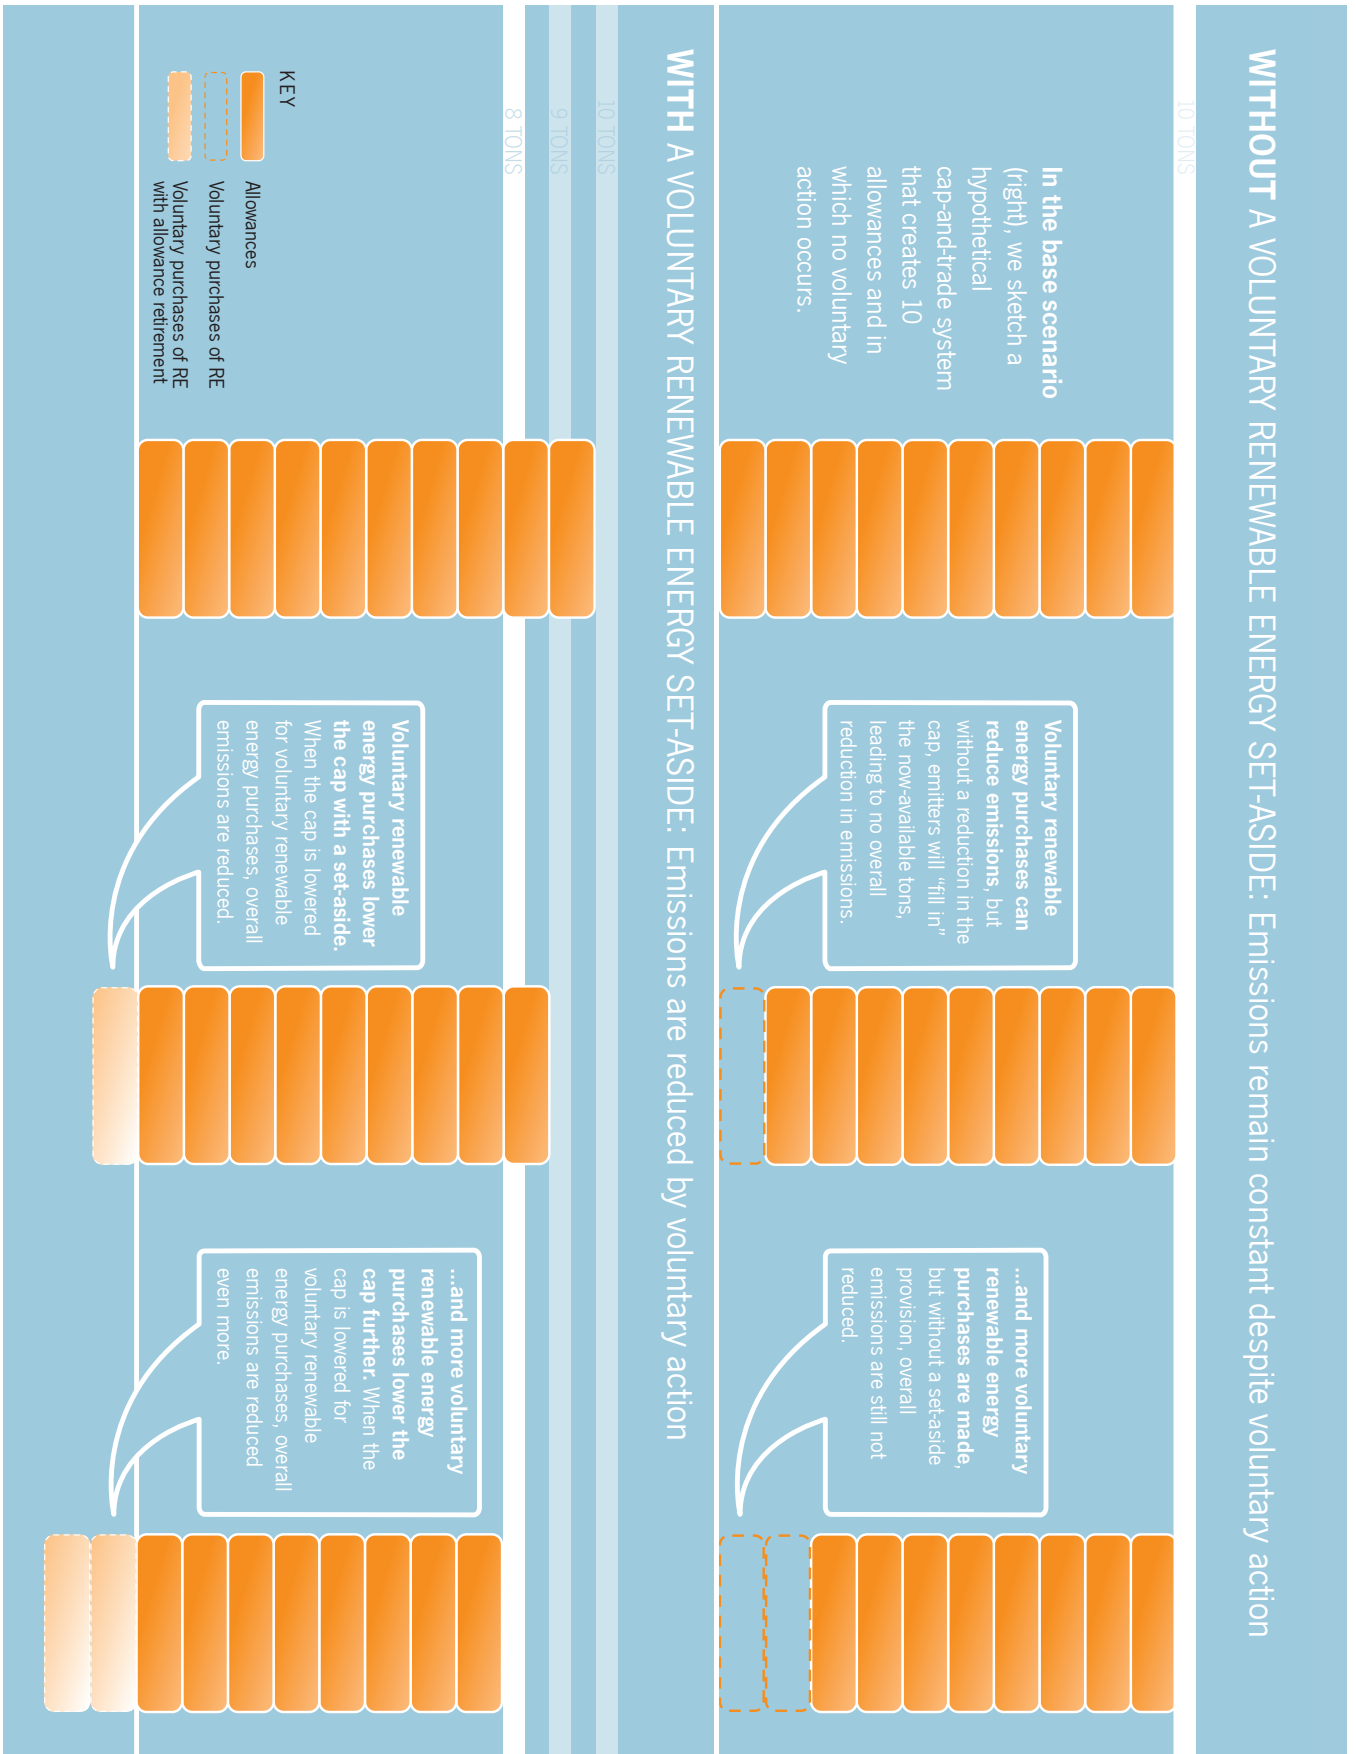 WITHOUT A VOLUNTARY RENEWABLE ENERGY SET-ASIDE: Emissions remain constant despite voluntary action
10 TONS
In the base scenario
(right), we sketch a
hypothetical
cap-and-trade system
that creates 10
allowances and in
which no voluntary
action occurs.
Voluntary renewable
energy purchases can
reduce emissions, but
without a reduction in the
cap, emitters will “fill in”
the now-available tons,
leading to no overall
reduction in emissions.
...and more voluntary
renewable energy
purchases are made,
but without a set-aside
provision, overall
emissions are still not
reduced.
WITH A VOLUNTARY RENEWABLE ENERGY SET-ASIDE: Emissions are reduced by voluntary action
10 TONS
9 TONS
8 TONS
Voluntary renewable
energy purchases lower
the cap with a set-aside.
When the cap is lowered
for voluntary renewable
energy purchases, overall
emissions are reduced.
...and more voluntary
renewable energy
purchases lower the
cap further. When the
cap is lowered for
voluntary renewable
energy purchases, overall
emissions are reduced
even more.
KEY
Allowances
Voluntary purchases of RE
Voluntary purchases of RE
with allowance retirement